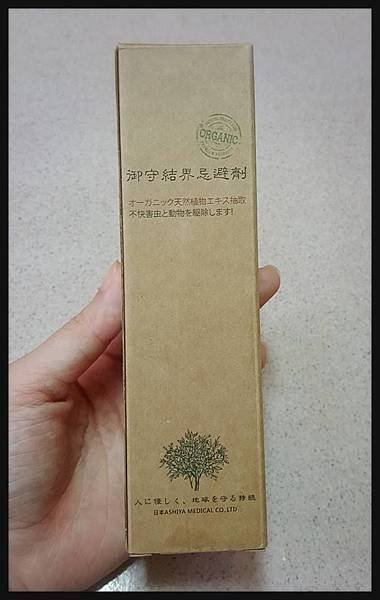 ORGANIC
御守結界忌避劑
オーガニック天然植物エキス抽取
不快害虫と動物を駆除します!
人に優しく、地球を守る持続
日本ASHIYA MEDICAL CO.,LTD